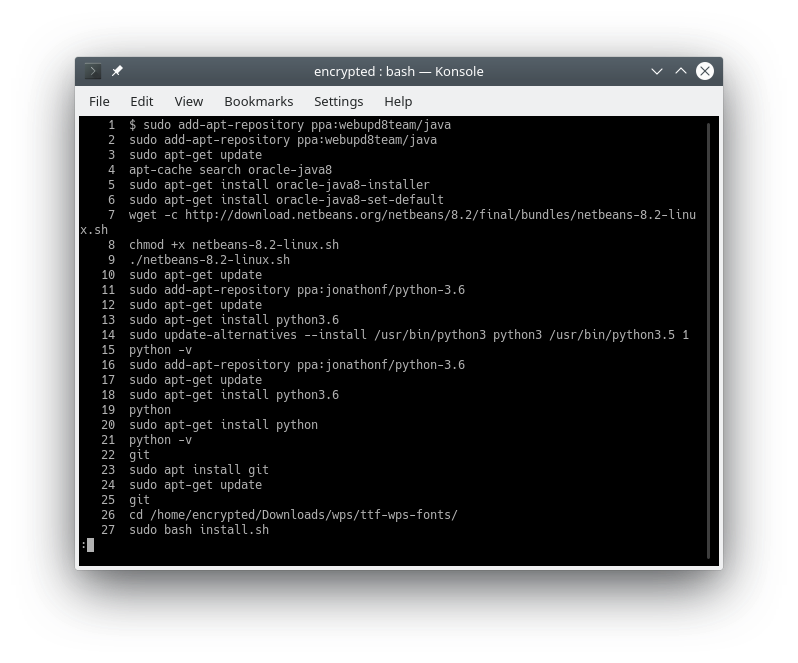 encrypted : bash — Konsole
File Edit View Bookmarks Settings Help
1 $ sudo add-apt-repository ppa:webupd8team/java
2 sudo add-apt-repository ppa:webupd8team/java
3 sudo apt-get update
4 apt-cache search oracle-java8
5 sudo apt-get install oracle-java8-installer
6 sudo apt-get install oracle-java8-set-default
7 wget -c http://download.netbeans.org/netbeans/8.2/final/bundles/netbeans-8.2-linu
x.sh
8 chmod +x netbeans-8.2-linux.sh
9 ./netbeans-8.2-linux.sh
10 sudo apt-get update
11 sudo add-apt-repository ppa:jonathonf/python-3.6
12 sudo apt-get update
13 sudo apt-get install python3.6
14 sudo update-alternatives --install /usr/bin/python3 python3 /usr/bin/python3.5 1
15 python -v
16 sudo add-apt-repository ppa:jonathonf/python-3.6
17 sudo apt-get update
18 sudo apt-get install python3.6
19 python
20 sudo apt-get install python
21 python -v
22 git
23 sudo apt install git
24 sudo apt-get update
25 git
26 cd /home/encrypted/Downloads/wps/ttf-wps-fonts/
27 sudo bash install.sh
: